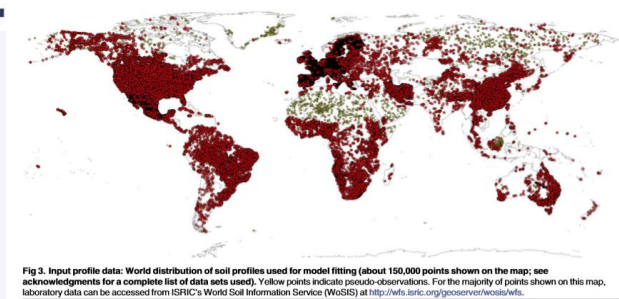 Fig 3. Input profile data: World distribution of soil profiles used for model fitting (about 150,000 points shown on the map; see
acknowledgments for a complete list of data sets used). Yellow points indicate pseudo-observations. For the majority of points shown on this map,
laboratory data can be accessed from ISRIC's World Soil Information Service (WoSIS) at http://wfs.isric.org/geoserver/wosis/wfs.